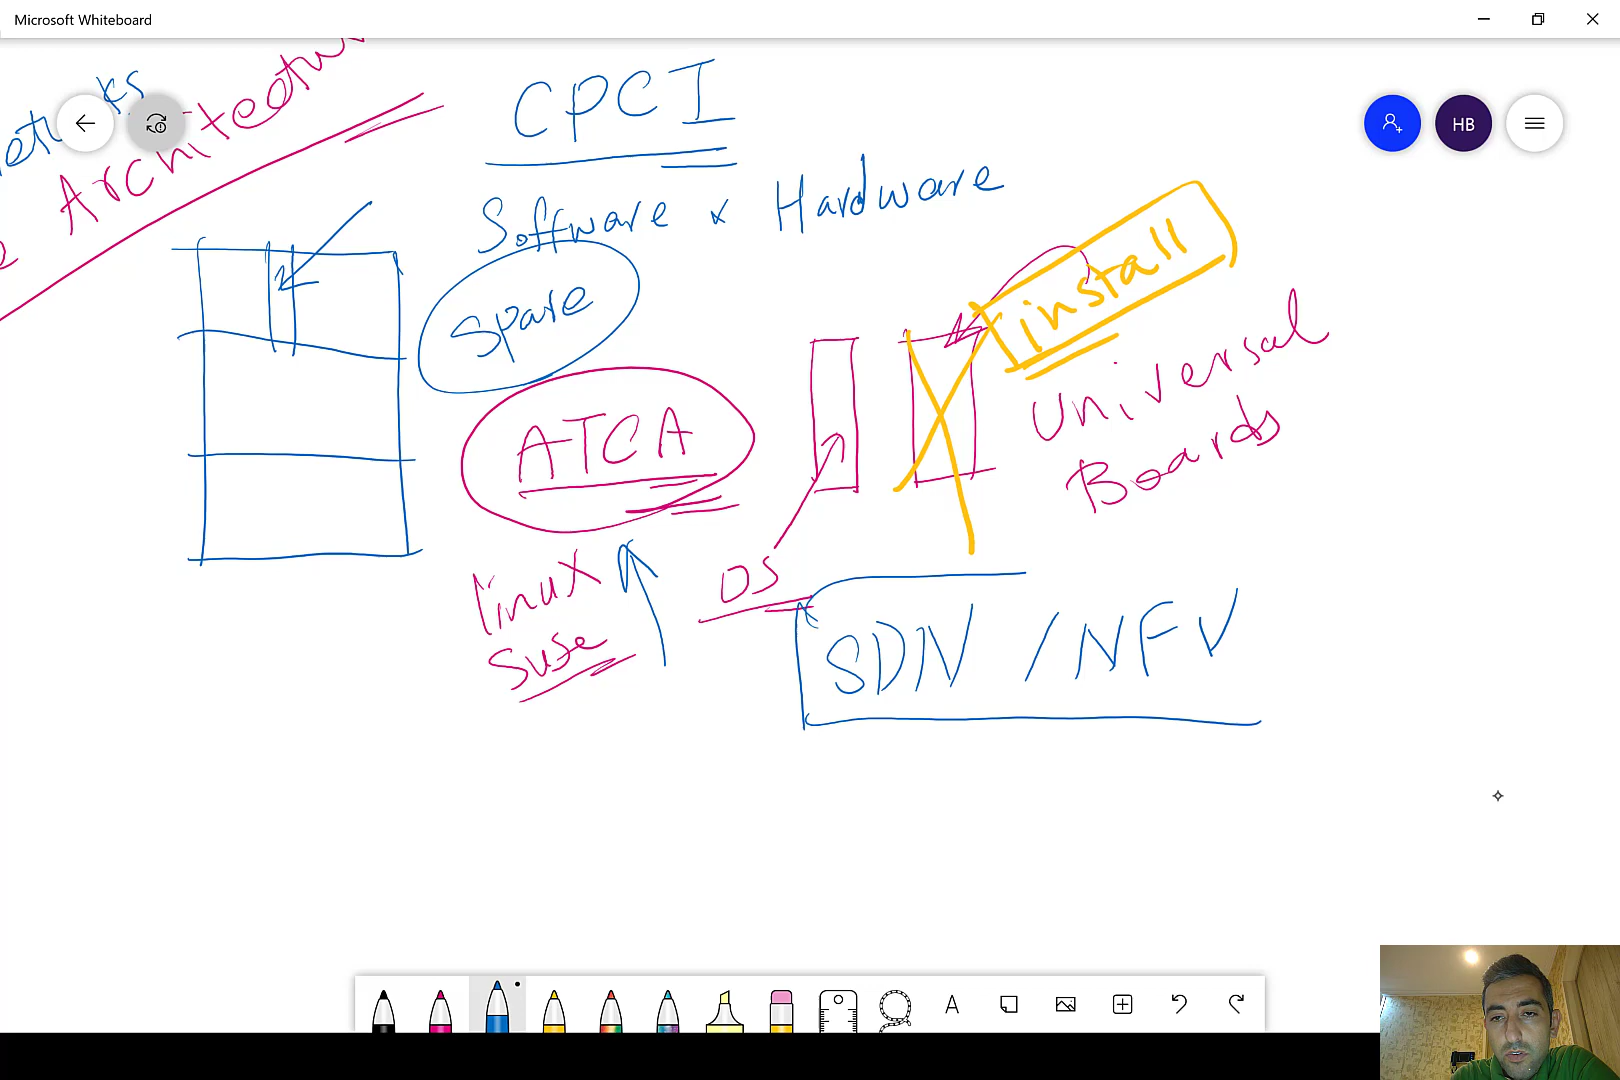 Microsoft Whiteboard
Architectu
CPCI
HB
Software & Hardware
install
Spare
Universal
Boards
ATCA
OS
linux
suse
SDN / NFV
A